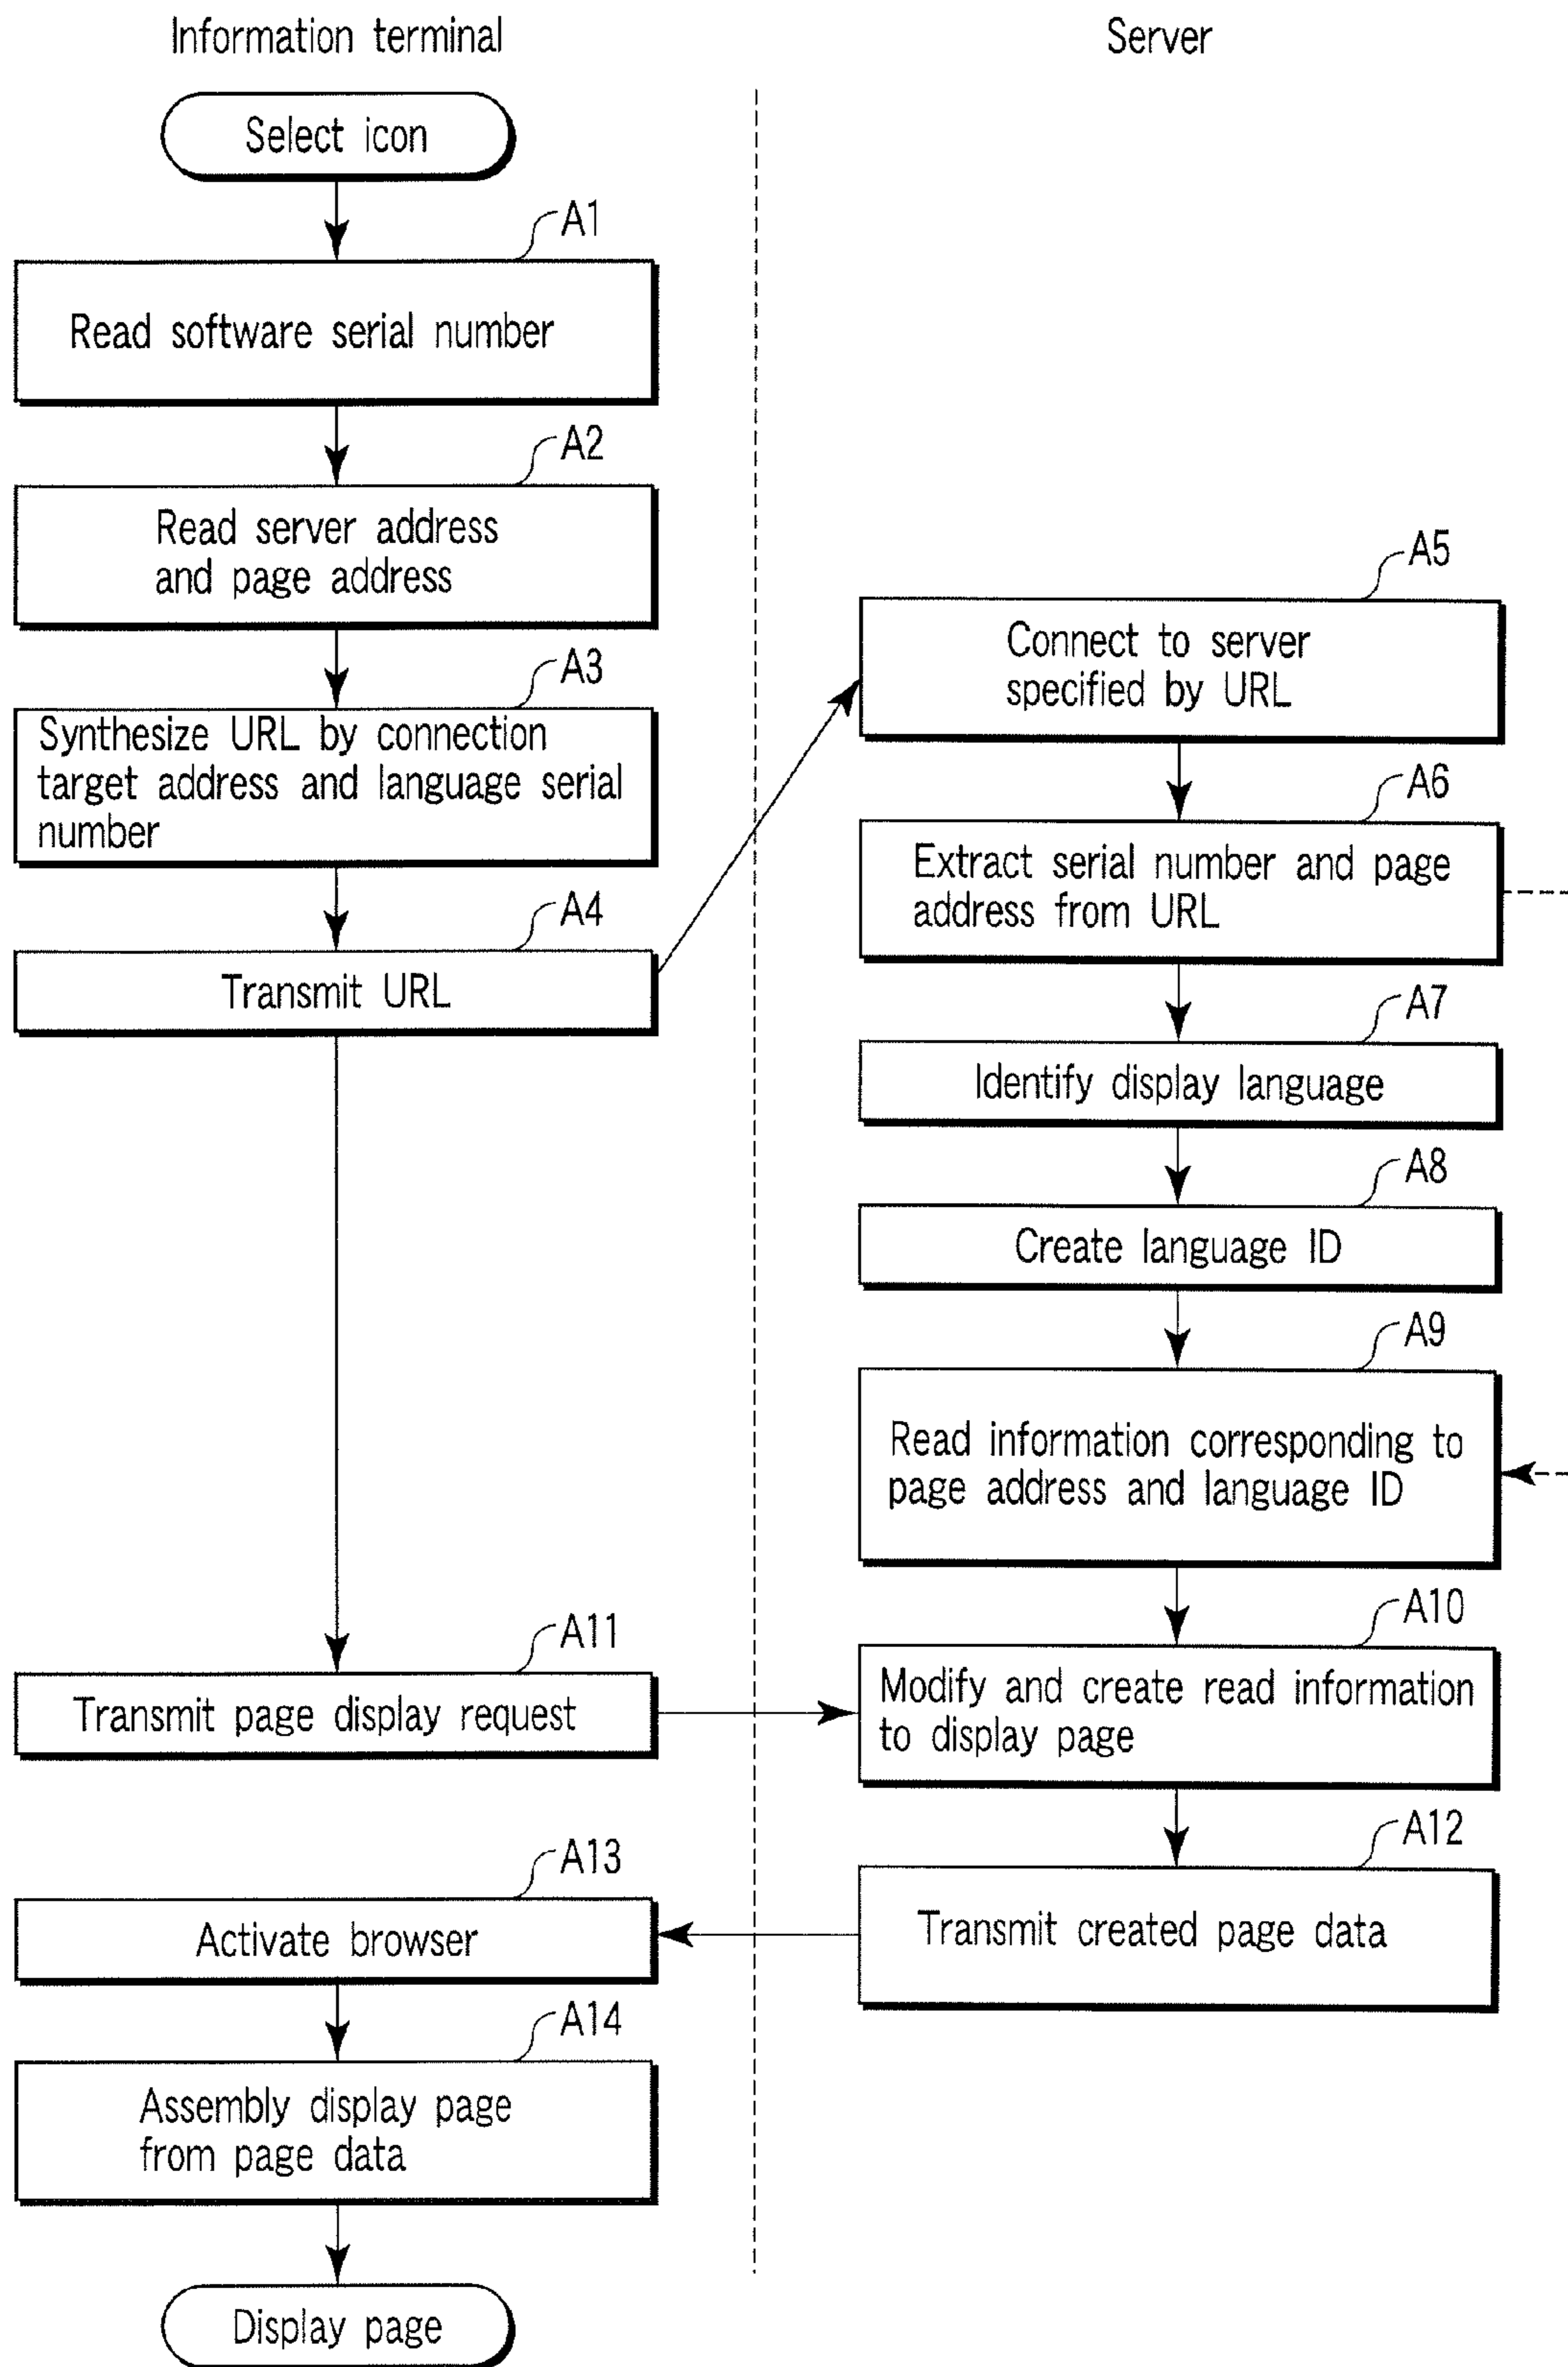 Information terminal
Server
Select icon
A1
Read software serial number
A2
Read server address
and page address
A3
Synthesize URL by connection
target address and language serial
number
A4
Transmit URL
A5
Connect to server
specified by URL
A6
Extract serial number and page
address from URL
A7
Identify display language
A8
Create language ID
A9
Read information corresponding to
page address and language ID
A10
Modify and create read information
to display page
A11
Transmit page display request
A12
Transmit created page data
A13
Activate browser
A14
Assembly display page
from page data
Display page